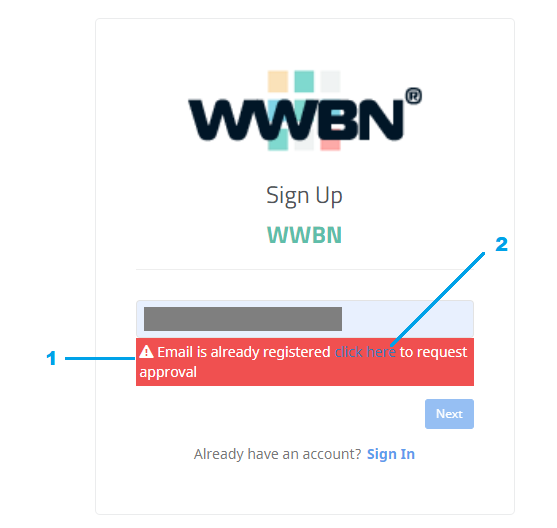 WWBN®
Sign Up
WWBN
2
1
Email is already registered click here to request
approval
Next
Already have an account? Sign In